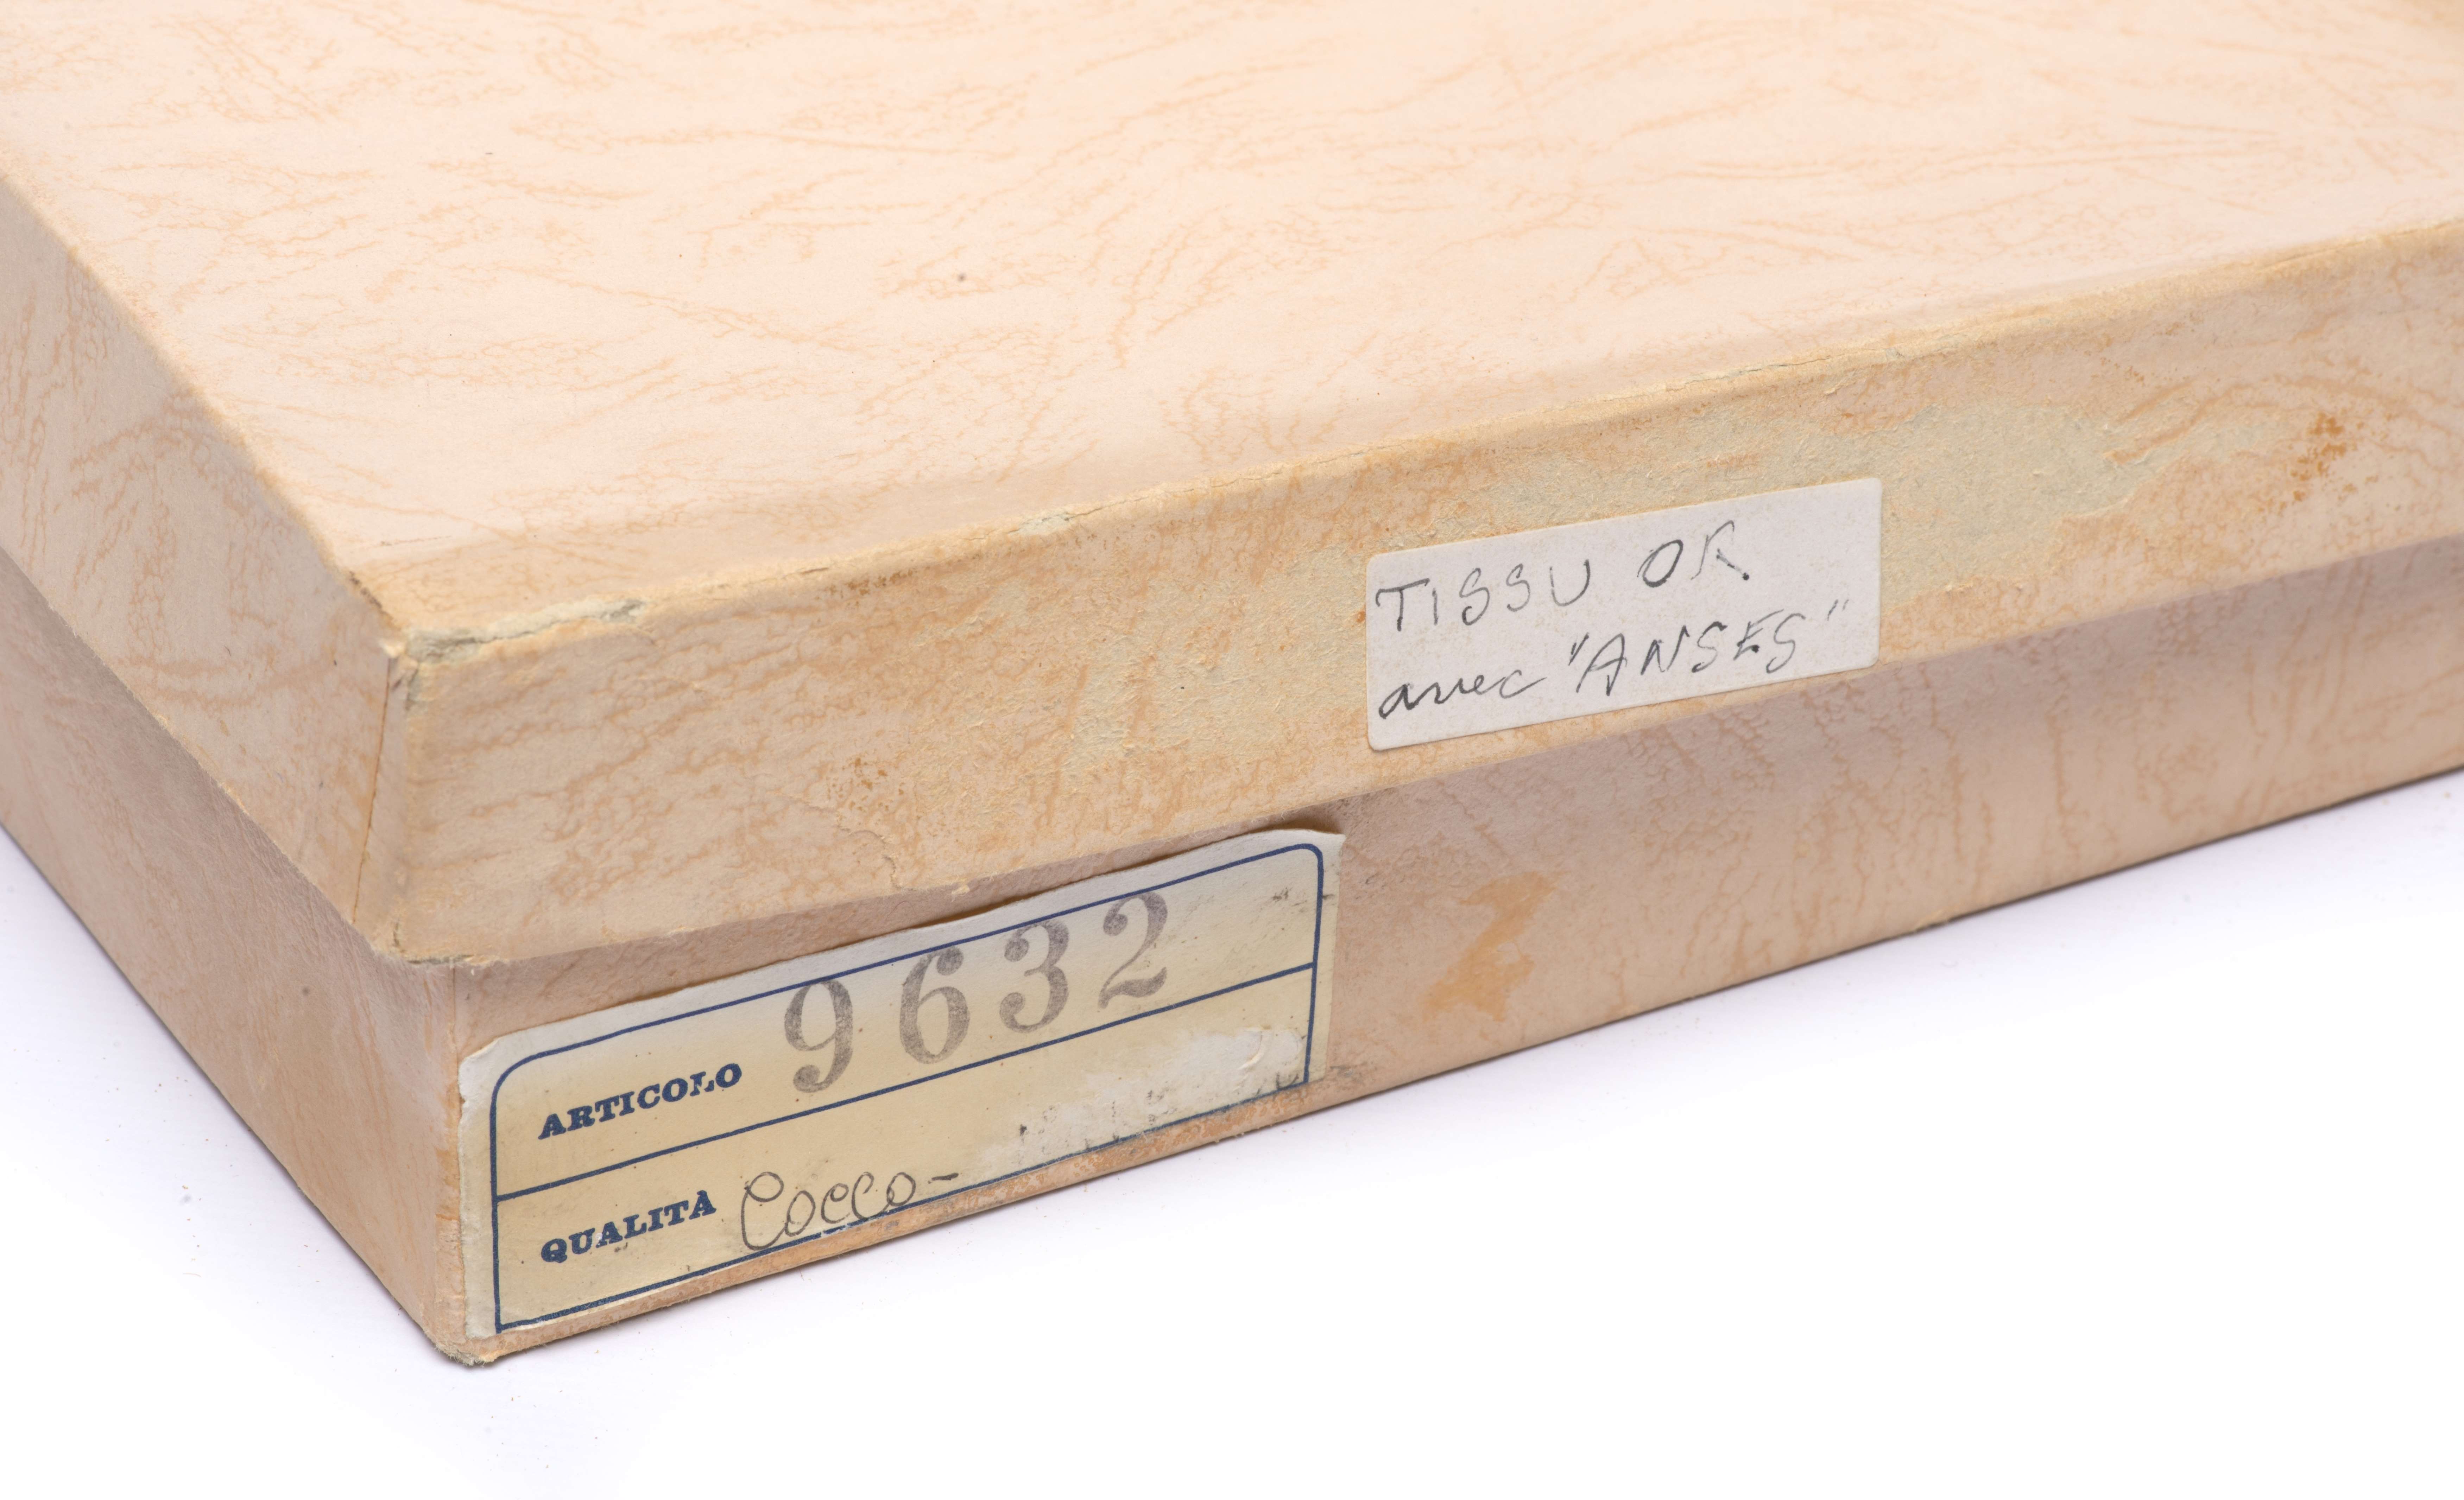 TISSU OR.
avec "ANSES"
ARTICOLO 9632
QUALITÀ Cocco-